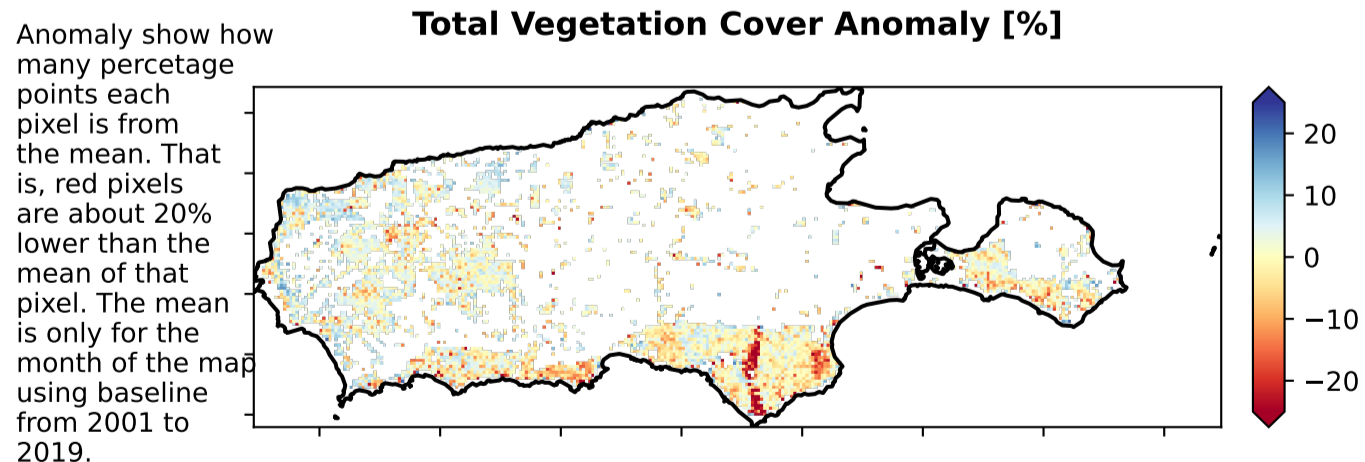 Total Vegetation Cover Anomaly [%]
Anomaly show how
many percetage
points each
pixel is from
the mean. That
is, red pixels
are about 20%
lower than the
mean of that
pixel. The mean
is only for the
month of the map
using baseline
from 2001 to
2019.
20
10
0
−10
−20